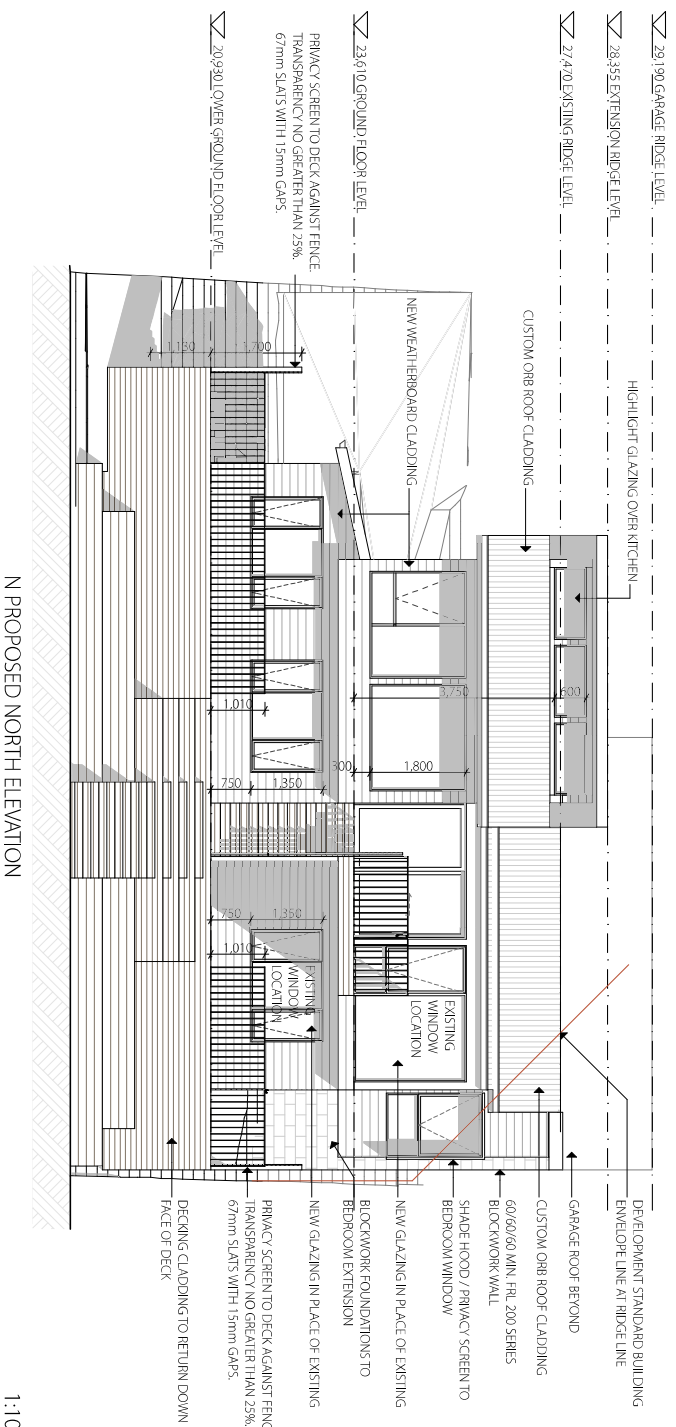 29,190 GARAGE RIDGE LEVEL
28,355 EXTENSION RIDGE LEVEL
27,470 EXISTING RIDGE LEVEL
23,610 GROUND FLOOR LEVEL
20,930 LOWER GROUND FLOOR LEVEL
PRIVACY SCREEN TO DECK AGAINST FENCE.
TRANSPARENCY NO GREATER THAN 25%.
67mm SLATS WITH 15mm GAPS.
HIGHLIGHT GLAZING OVER KITCHEN
CUSTOM ORB ROOF CLADDING
NEW WEATHERBOARD CLADDING
1,700
1,130
600
3,750
1,800
300
1,010
1,350
750
1,350
750
1,010
EXISTING
WINDOW
LOCATION
EXISTING
WINDOW
LOCATION
DEVELOPMENT STANDARD BUILDING
ENVELOPE LINE AT RIDGE LINE
GARAGE ROOF BEYOND
CUSTOM ORB ROOF CLADDING
60/60/60 MIN. FRL 200 SERIES
BLOCKWORK WALL
SHADE HOOD / PRIVACY SCREEN TO
BEDROOM WINDOW
NEW GLAZING IN PLACE OF EXISTING
BLOCKWORK FOUNDATIONS TO
BEDROOM EXTENSION
NEW GLAZING IN PLACE OF EXISTING
PRIVACY SCREEN TO DECK AGAINST FENC
TRANSPARENCY NO GREATER THAN 25%.
67mm SLATS WITH 15mm GAPS.
DECKING CLADDING TO RETURN DOWN
FACE OF DECK
N PROPOSED NORTH ELEVATION
1:10